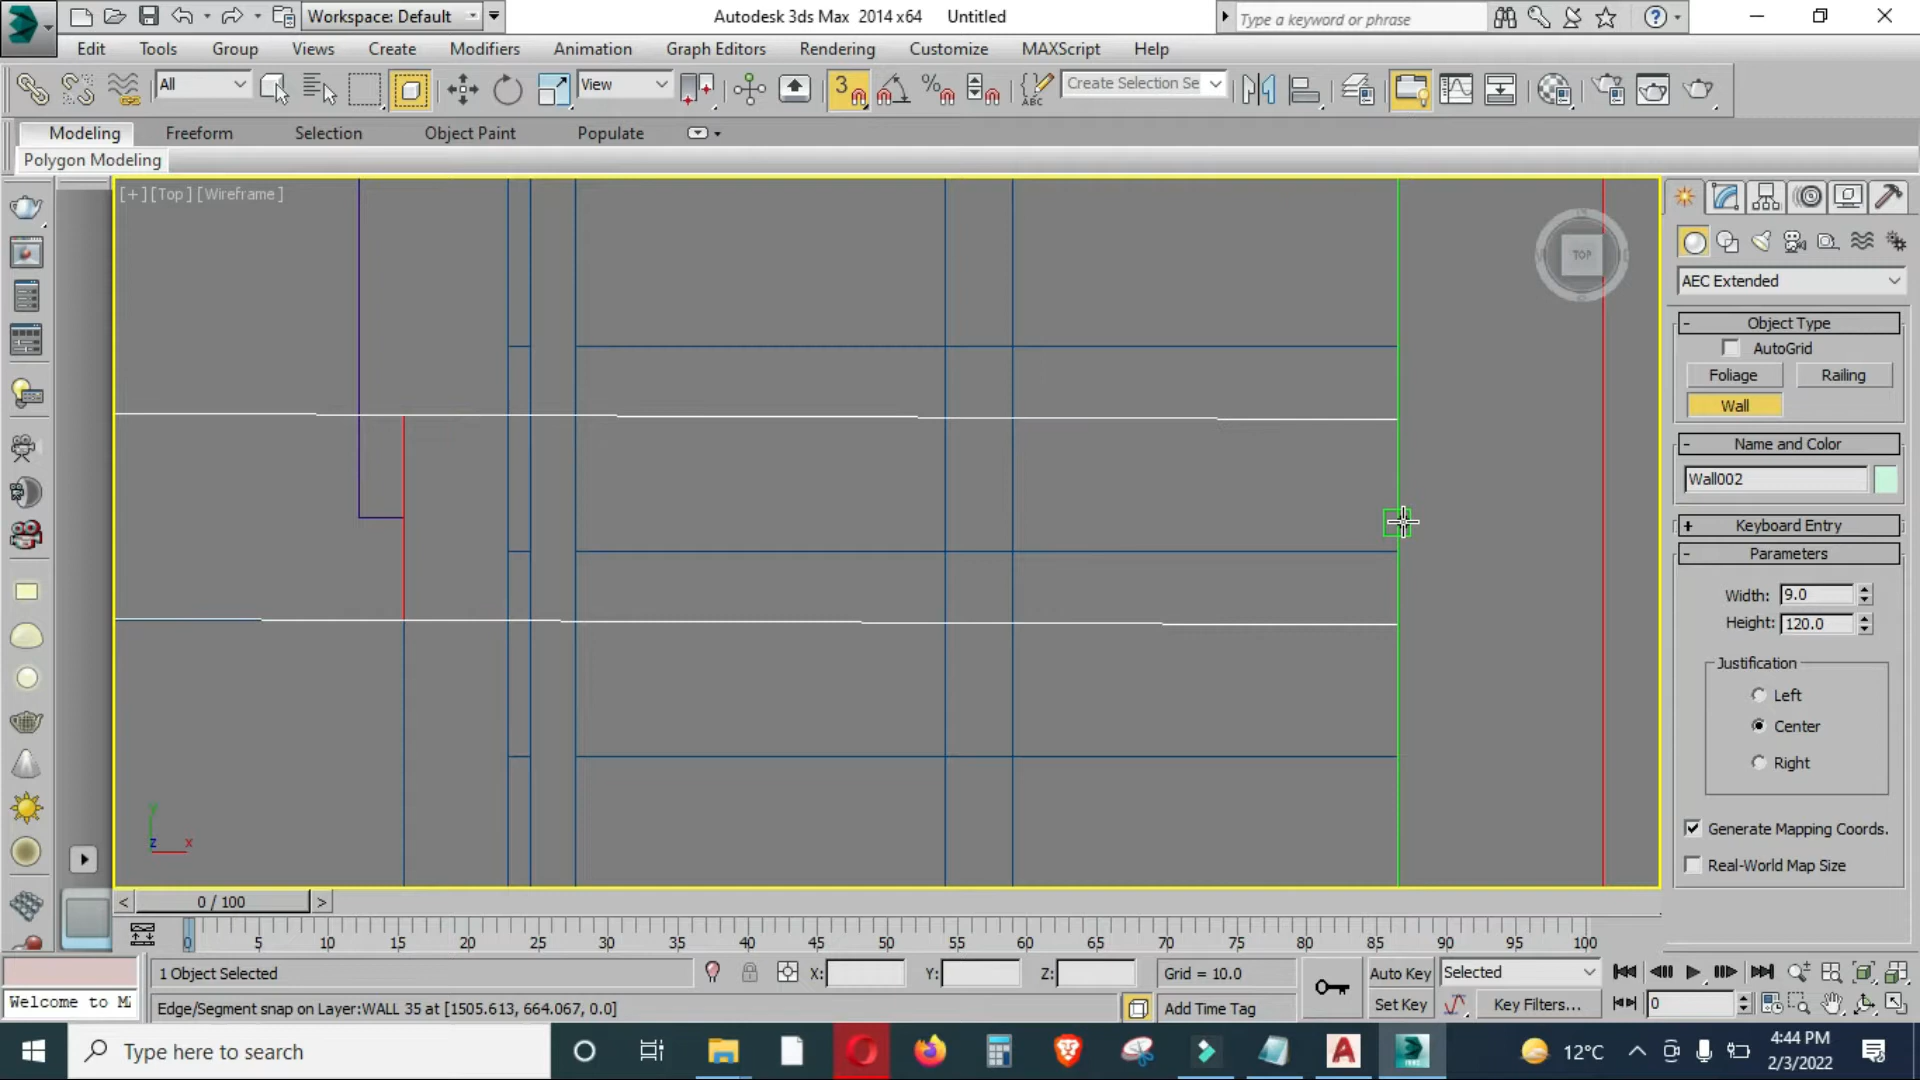 Workspace: Default
Autodesk 3ds Max 2014 x64 Untitled
Type a keyword or phrase
Edit Tools Group Views Create Modifiers Animation Graph Editors Rendering Customize MAXScript Help
All
View
3
%
ABC
Create Selection Se
Modeling Freeform Selection Object Paint Populate
Polygon Modeling
[+] [Top] [Wireframe]
TOP
AEC Extended
Object Type
AutoGrid
Foliage Railing
Wall
Name and Color
Wall002
Keyboard Entry
Parameters
Width: 9.0
Height: 120.0
Justification
Left
Center
Right
Generate Mapping Coords.
Real-World Map Size
y
z x
< 0 / 100 >
0 5 10 15 20 25 30 35 40 45 50 55 60 65 70 75 80 85 90 95 100
1 Object Selected X: Y: Z: Grid = 10.0 Auto Key Selected
Welcome to M
Edge/Segment snap on Layer:WALL 35 at [1505.613, 664.067, 0.0] Add Time Tag Set Key Key Filters... 0
Type here to search
12°C
4:44 PM
2/3/2022